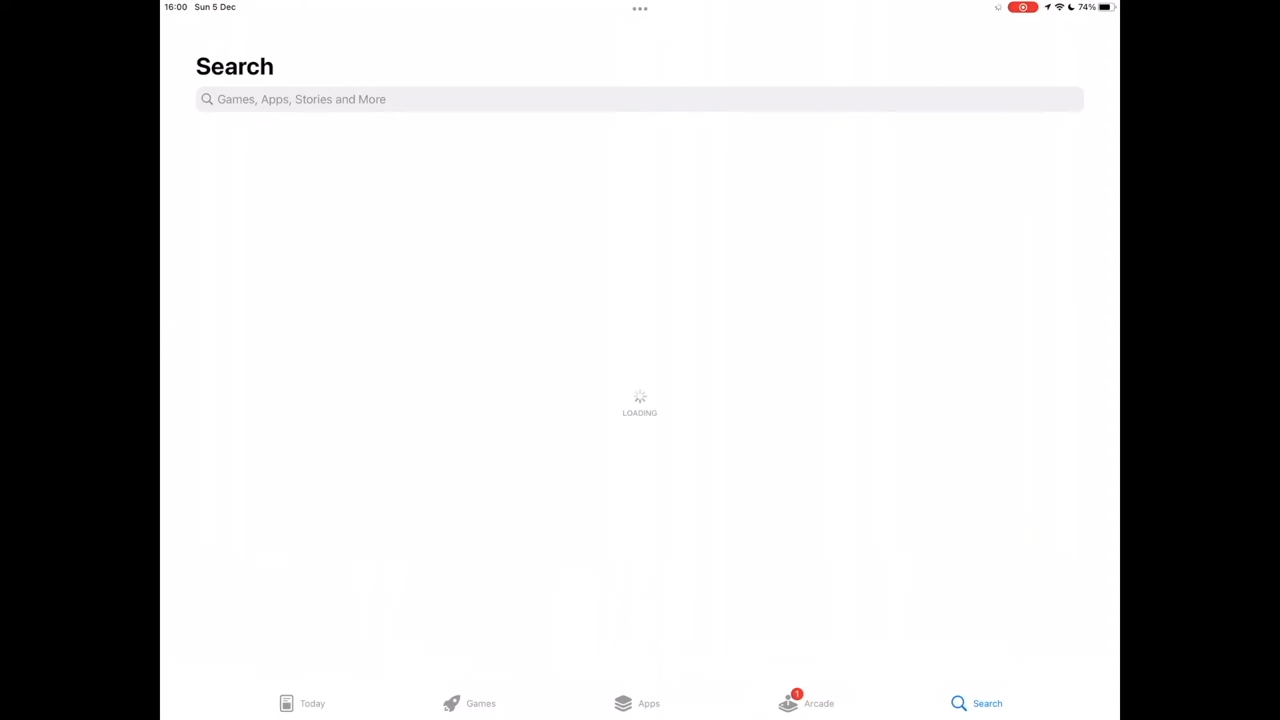 16:00 Sun 5 Dec
74%
Search
Games, Apps, Stories and More
LOADING
Today
Games
Apps
1
Arcade
Search